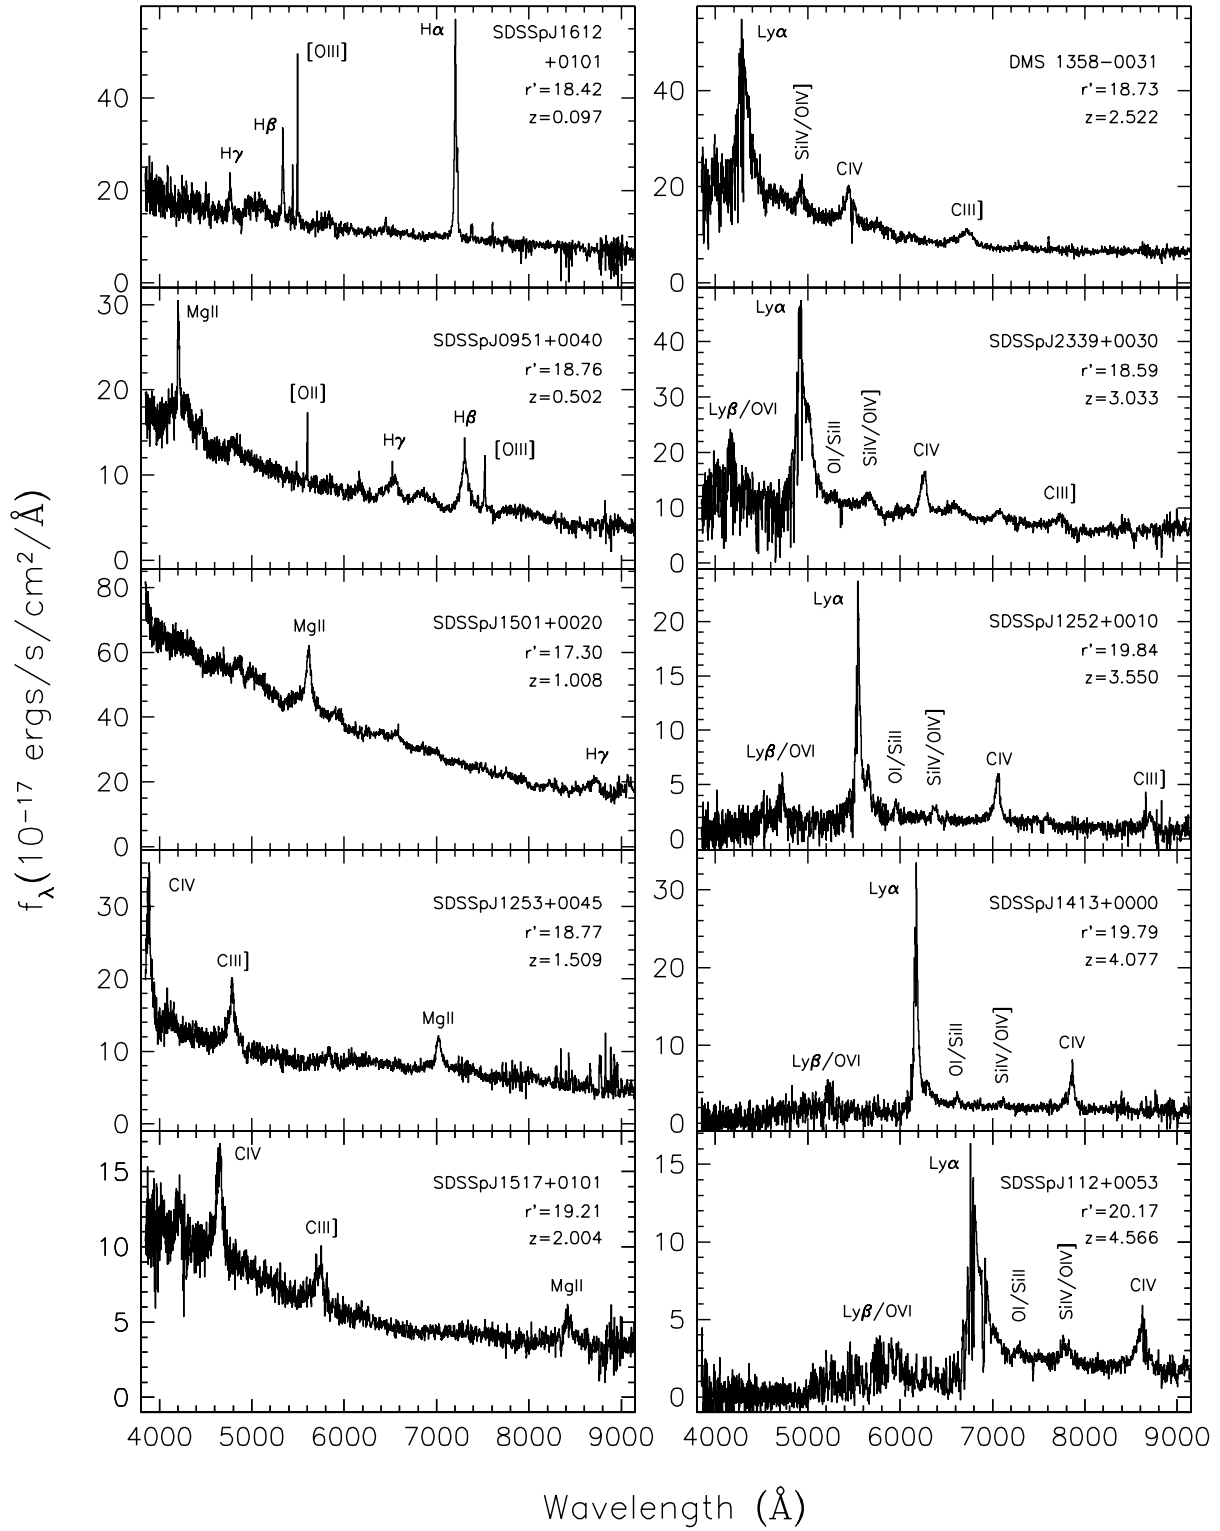 SDSSpJ1612
+0101
r'=18.42
z=0.097
Hγ
Hβ
[OIII]
Hα
0
20
40
SDSSpJ0951+0040
r'=18.76
z=0.502
MgII
[OII]
Hγ
Hβ
[OIII]
0
10
20
30
SDSSpJ1501+0020
r'=17.30
z=1.008
MgII
Hγ
0
20
40
60
80
SDSSpJ1253+0045
r'=18.77
z=1.509
CIV
CIII]
MgII
0
10
20
30
SDSSpJ1517+0101
r'=19.21
z=2.004
CIV
CIII]
MgII
0
5
10
15
4000 5000 6000 7000 8000 9000
DMS 1358−0031
r'=18.73
z=2.522
Lyα
SiIV/OIV]
CIV
CIII]
0
20
40
SDSSpJ2339+0030
r'=18.59
z=3.033
Lyβ/OVI
Lyα
OI/SiII
SiIV/OIV]
CIV
CIII]
0
10
20
30
40
SDSSpJ1252+0010
r'=19.84
z=3.550
Lyβ/OVI
Lyα
OI/SiII
SiIV/OIV]
CIV
CIII]
0
5
10
15
20
SDSSpJ1413+0000
r'=19.79
z=4.077
Lyβ/OVI
Lyα
OI/SiII
SiIV/OIV]
CIV
0
10
20
30
SDSSpJ112+0053
r'=20.17
z=4.566
Lyβ/OVI
Lyα
OI/SiII
SiIV/OIV]
CIV
0
5
10
15
4000 5000 6000 7000 8000 9000
fλ(10−17 ergs/s/cm2/Å)
Wavelength (Å)